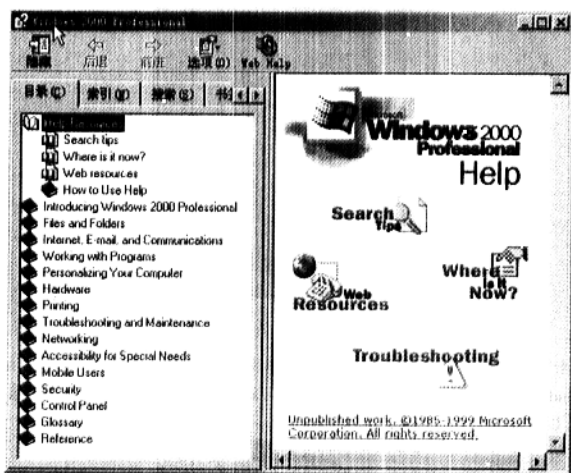 Windows 2000 Professional
隐藏 后退 前进 选项(O) Web Help
目录(C) 索引(N) 搜索(S) 书
Help Resources
Search tips
Where is it now?
Web resources
How to Use Help
Introducing Windows 2000 Professional
Files and Folders
Internet, E-mail, and Communications
Working with Programs
Personalizing Your Computer
Hardware
Printing
Troubleshooting and Maintenance
Networking
Accessibility for Special Needs
Mobile Users
Security
Control Panel
Glossary
Reference
Microsoft
Windows 2000
Professional
Help
Search
Tips
Where
Is It
Now?
Web
Resources
Troubleshooting
Unpublished work. ©1985-1999 Microsoft
Corporation. All rights reserved.